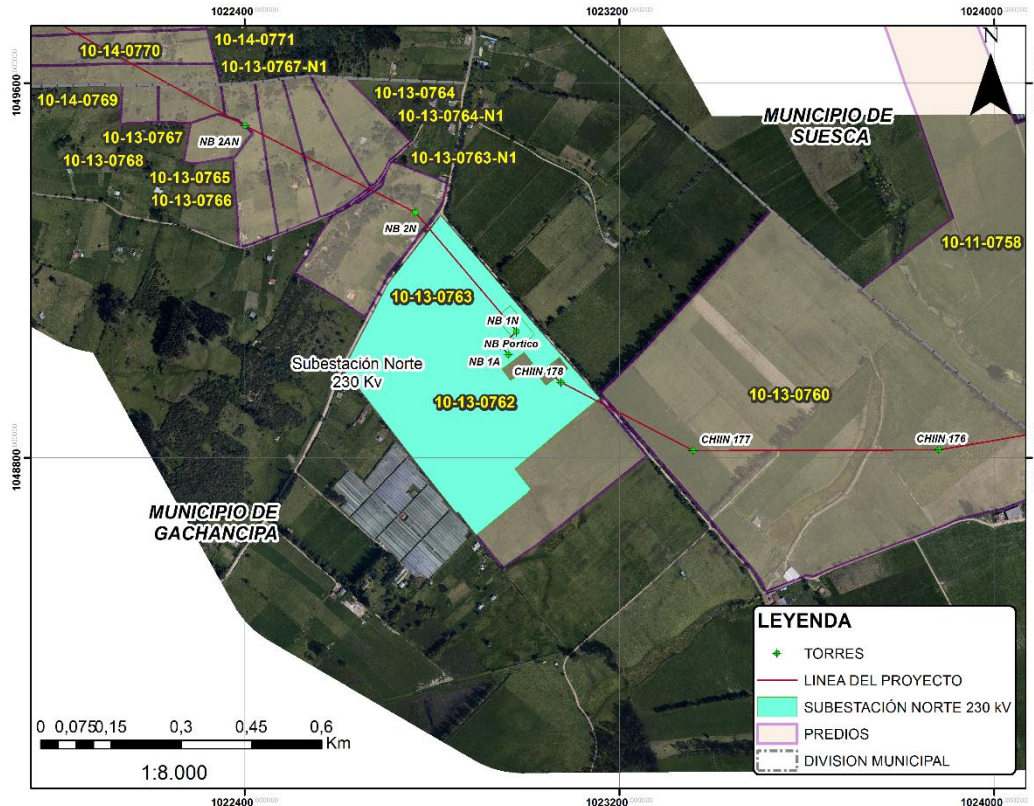 1022400
1023200
1024000
1049600
1048800
N
10-14-0770
10-14-0771
10-13-0767-N1
10-14-0769
10-13-0764
10-13-0764-N1
10-13-0767
10-13-0768
10-13-0765
10-13-0766
10-13-0763-N1
NB 2AN
NB 2N
MUNICIPIO DE
SUESCA
10-11-0758
10-13-0763
NB 1N
NB Portico
NB 1A
CHIIN 178
Subestación Norte
230 Kv
10-13-0762
10-13-0760
CHIIN 177
CHIIN 176
MUNICIPIO DE
GACHANCIPA
LEYENDA
TORRES
LINEA DEL PROYECTO
SUBESTACIÓN NORTE 230 kV
PREDIOS
DIVISION MUNICIPAL
0 0,075 0,15 0,3 0,45 0,6
Km
1:8.000
1022400
1023200
1024000